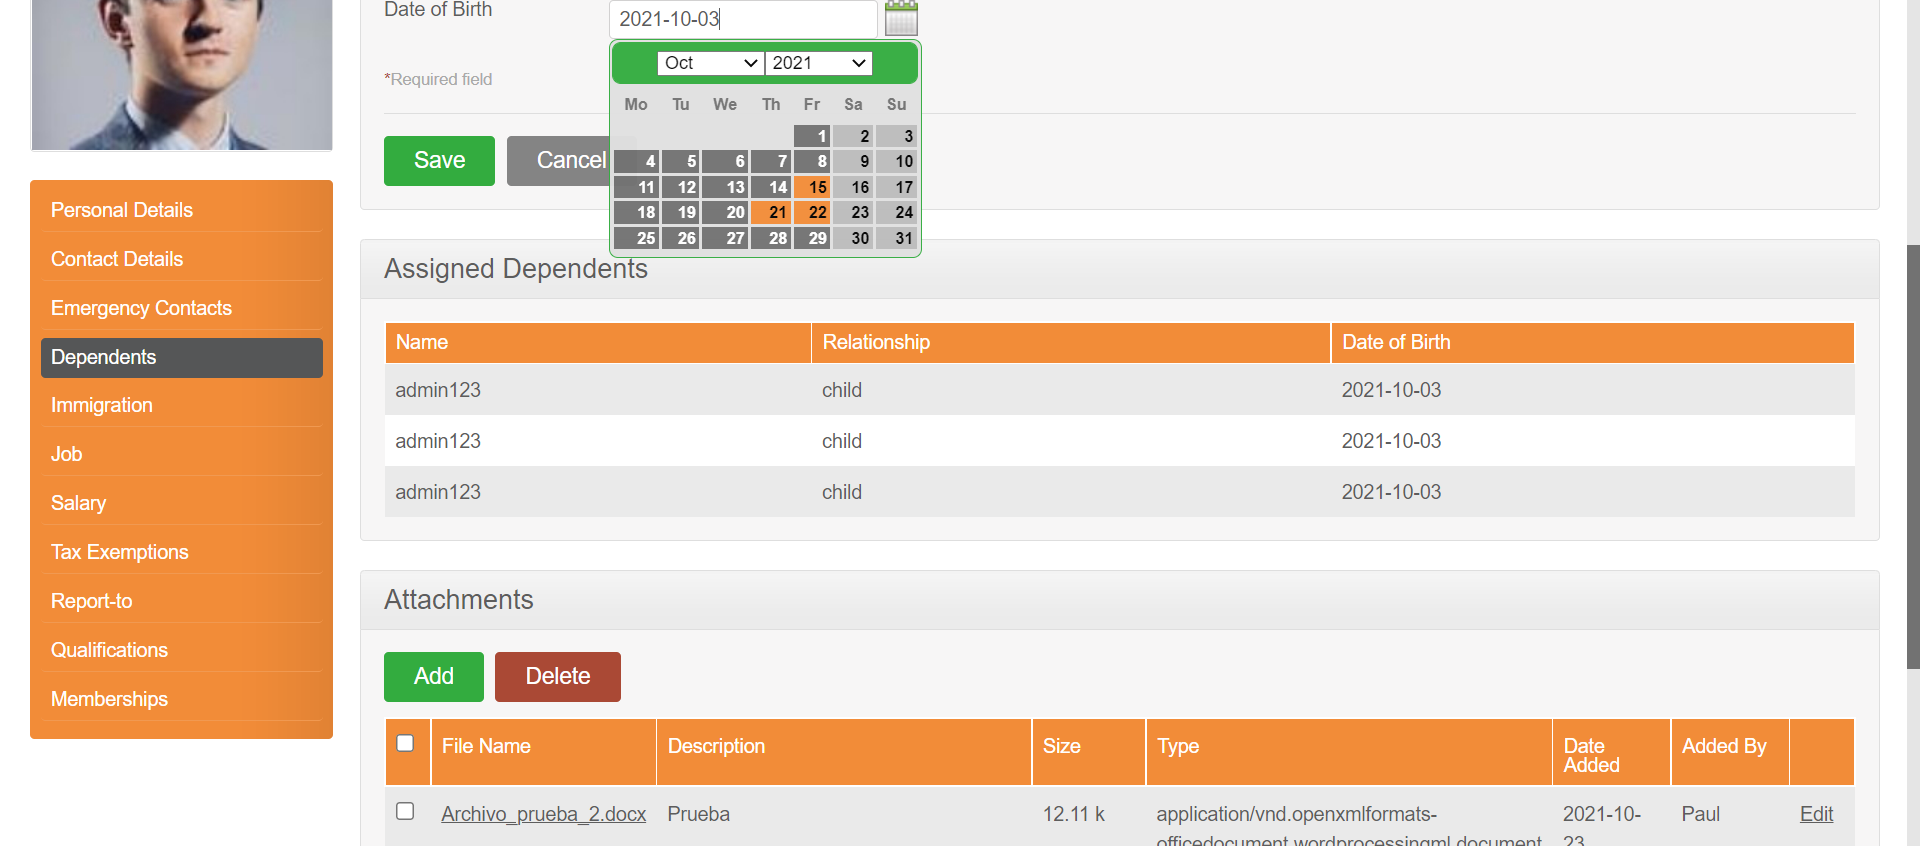 Date of Birth
2021-10-03
Oct 2021
*Required field
Mo Tu We Th Fr Sa Su
1 2 3
4 5 6 7 8 9 10
11 12 13 14 15 16 17
18 19 20 21 22 23 24
25 26 27 28 29 30 31
Save Cancel
Personal Details
Contact Details
Emergency Contacts
Dependents
Immigration
Job
Salary
Tax Exemptions
Report-to
Qualifications
Memberships
Assigned Dependents
Name Relationship Date of Birth
admin123 child 2021-10-03
admin123 child 2021-10-03
admin123 child 2021-10-03
Attachments
Add Delete
File Name Description Size Type Date Added Added By
Archivo_prueba_2.docx Prueba 12.11 k application/vnd.openxmlformats- 2021-10- Paul Edit
officedocument.wordprocessingml.document 23